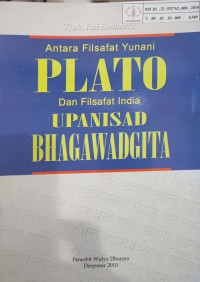 Antara Filsafat Yunani
PLATO
Dan Filsafat India
UPANISAD
BHAGAWADGITA
Penerbit Widya Dharma
Denpasar 2010